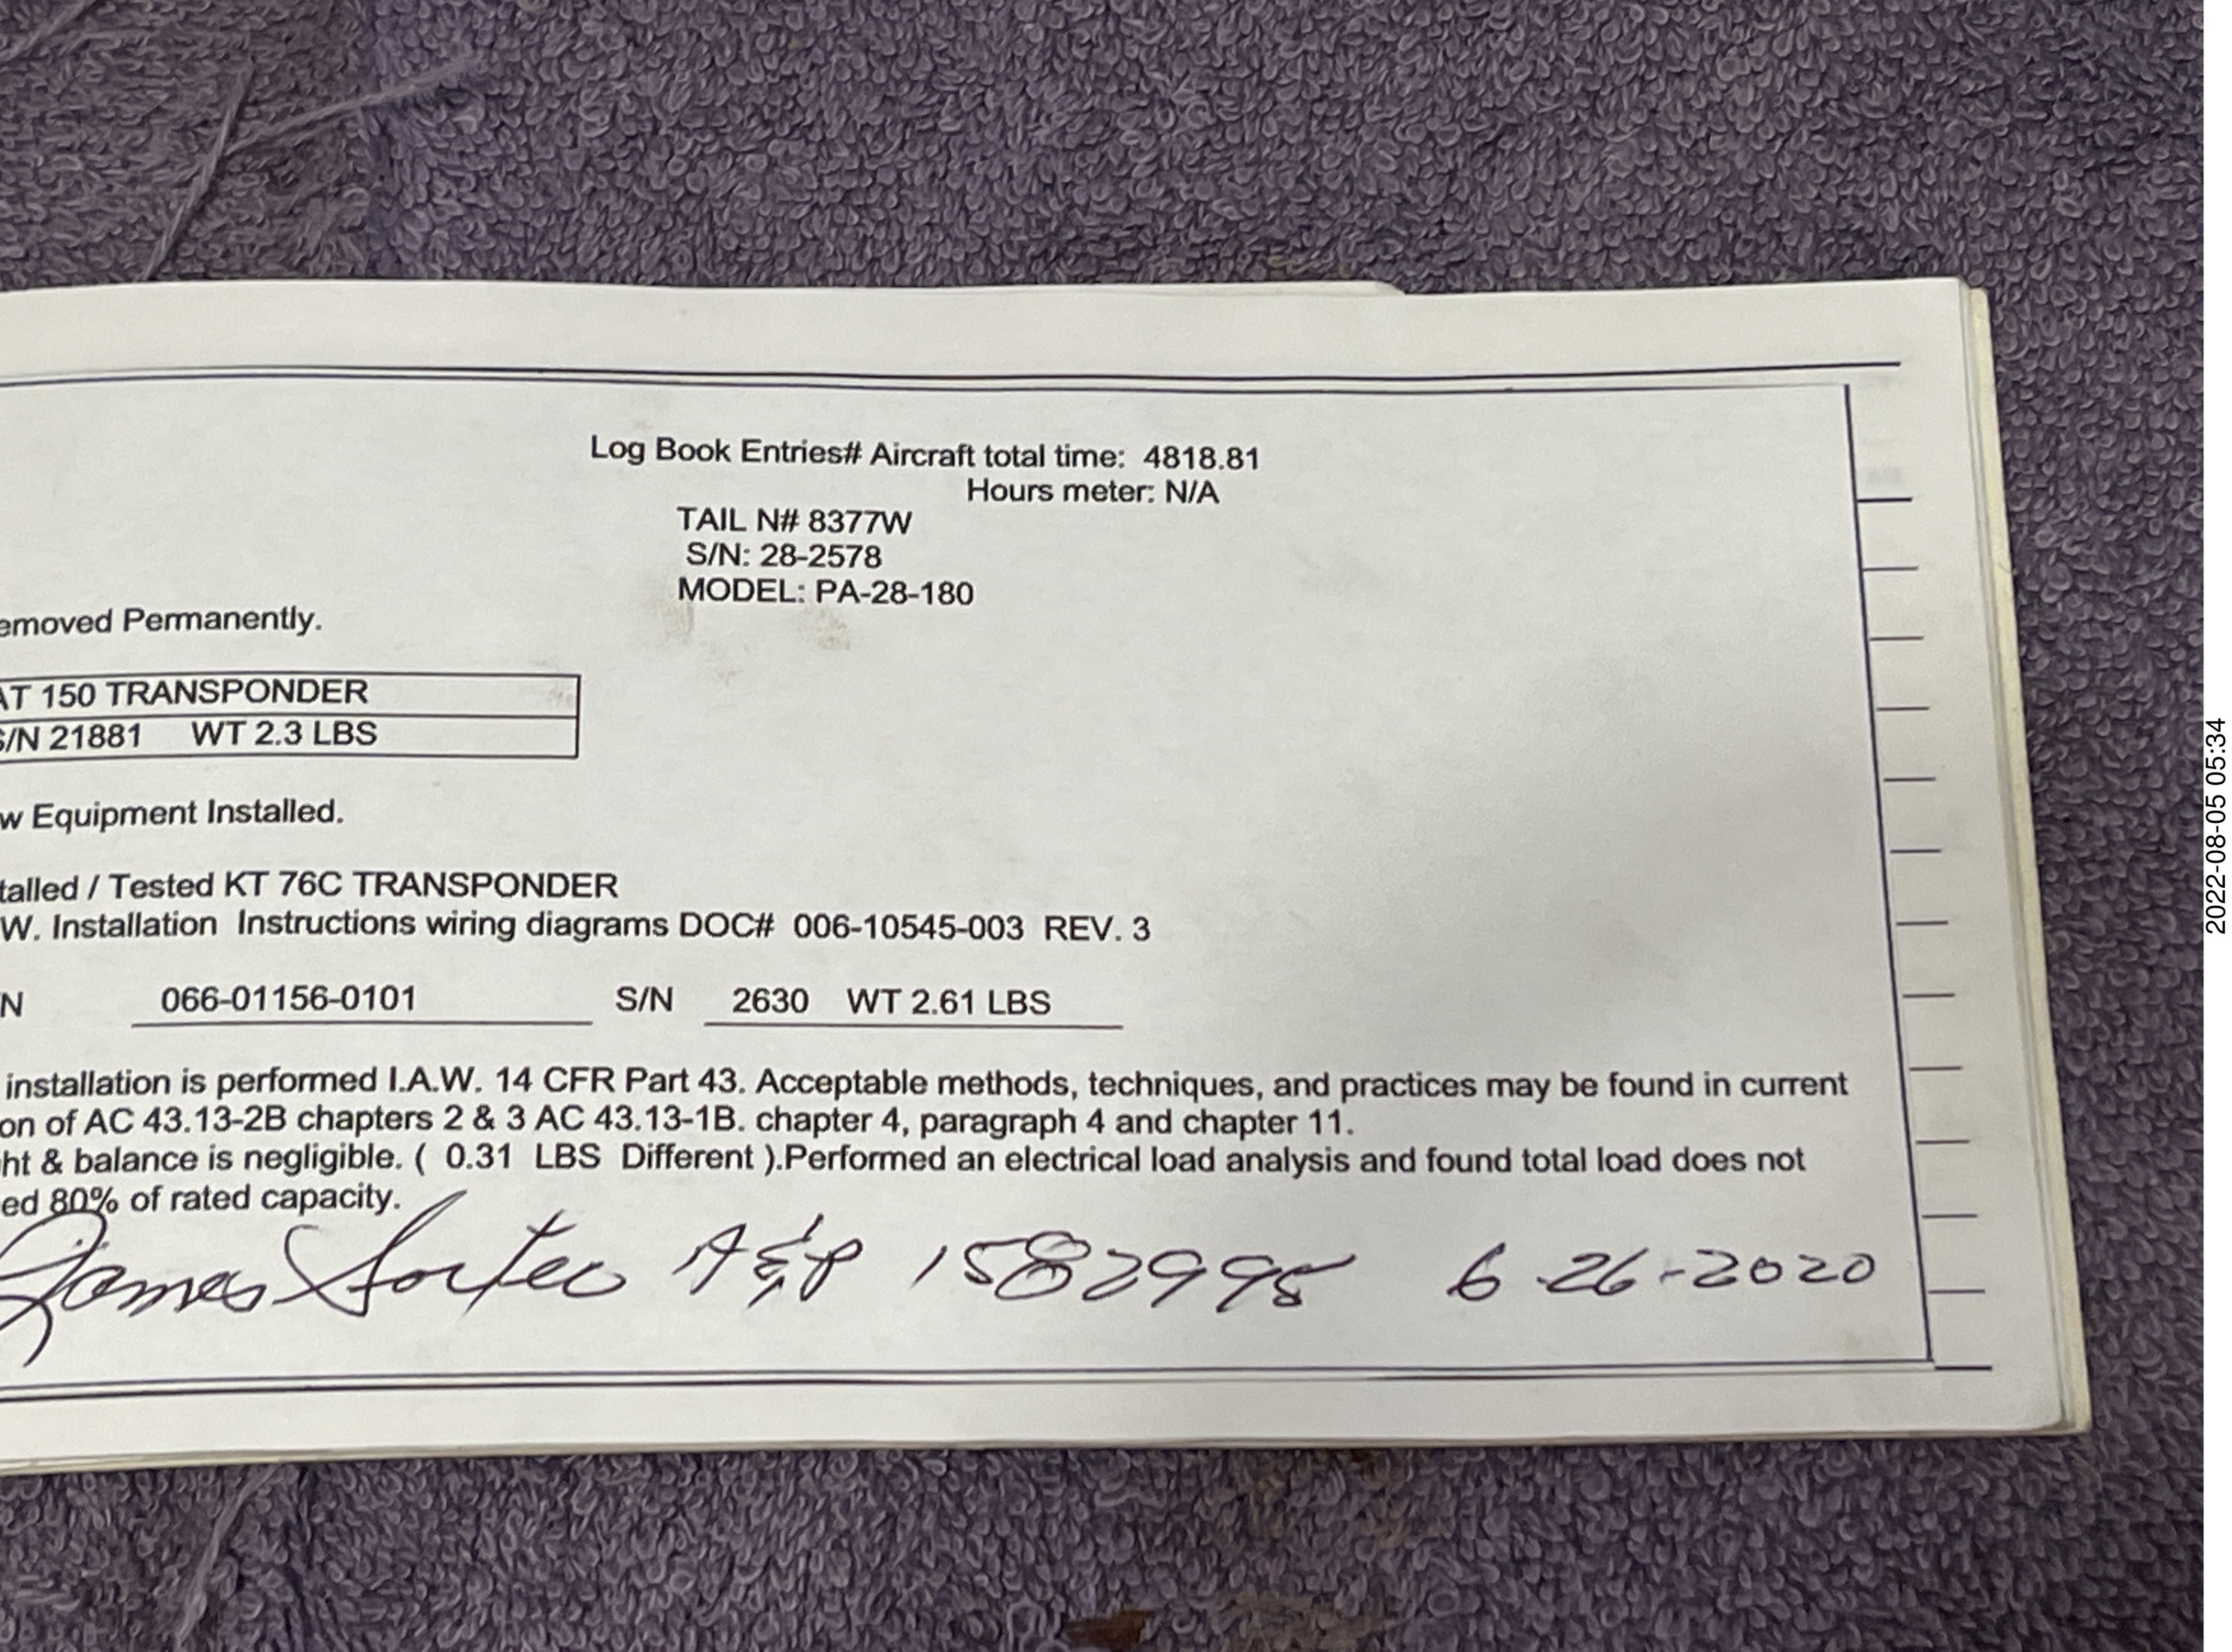 Log Book Entries# Aircraft total time: 4818.81
Hours meter: N/A
TAIL N# 8377W
S/N: 28-2578
MODEL: PA-28-180
emoved Permanently.
AT 150 TRANSPONDER
S/N 21881 WT 2.3 LBS
w Equipment Installed.
talled / Tested KT 76C TRANSPONDER
W. Installation Instructions wiring diagrams DOC# 006-10545-003 REV. 3
N 066-01156-0101 S/N 2630 WT 2.61 LBS
installation is performed I.A.W. 14 CFR Part 43. Acceptable methods, techniques, and practices may be found in current
on of AC 43.13-2B chapters 2 & 3 AC 43.13-1B. chapter 4, paragraph 4 and chapter 11.
ht & balance is negligible. ( 0.31 LBS Different ).Performed an electrical load analysis and found total load does not
ed 80% of rated capacity.
James A&P 1582995 6-26-2020
2022-08-05 05:34